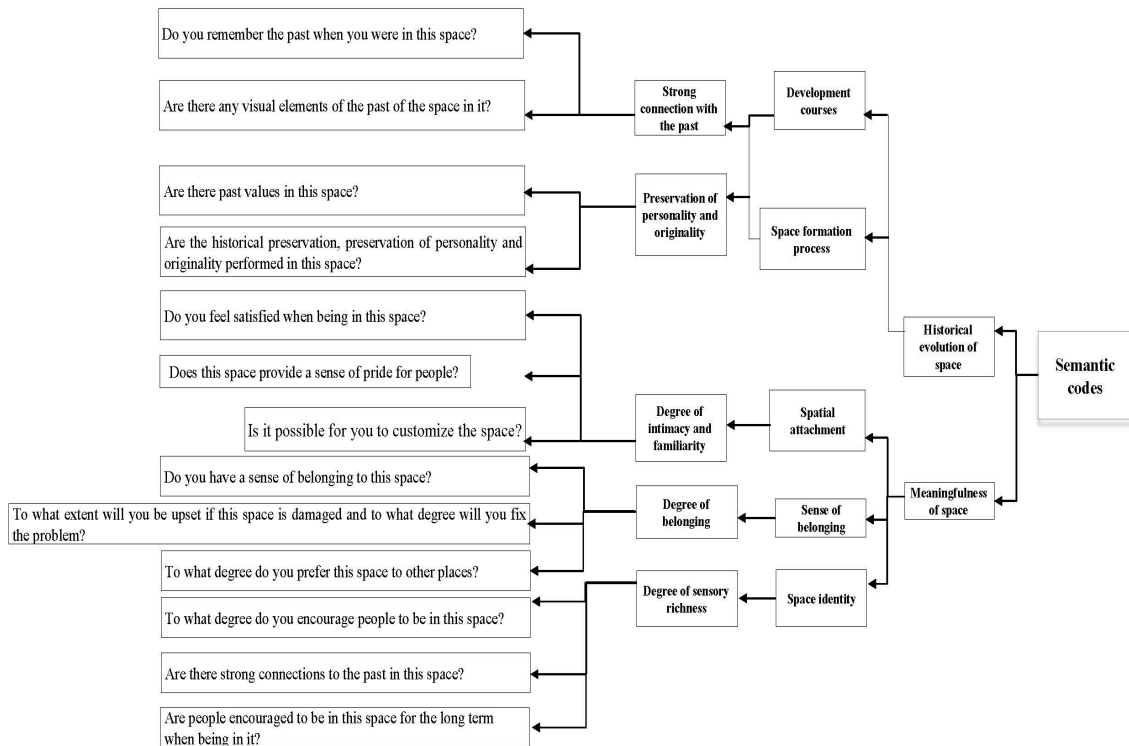 Do you remember the past when you were in this space?
Are there any visual elements of the past of the space in it?
Are there past values in this space?
Are the historical preservation, preservation of personality and
originality performed in this space?
Do you feel satisfied when being in this space?
Does this space provide a sense of pride for people?
Is it possible for you to customize the space?
Do you have a sense of belonging to this space?
To what extent will you be upset if this space is damaged and to what degree will you fix
the problem?
To what degree do you prefer this space to other places?
To what degree do you encourage people to be in this space?
Are there strong connections to the past in this space?
Are people encouraged to be in this space for the long term
when being in it?
Strong
connection with
the past
Preservation of
personality and
originality
Degree of
intimacy and
familiarity
Degree of
belonging
Degree of sensory
richness
Development
courses
Space formation
process
Spatial
attachment
Sense of
belonging
Space identity
Historical
evolution of
space
Meaningfulness
of space
Semantic
codes